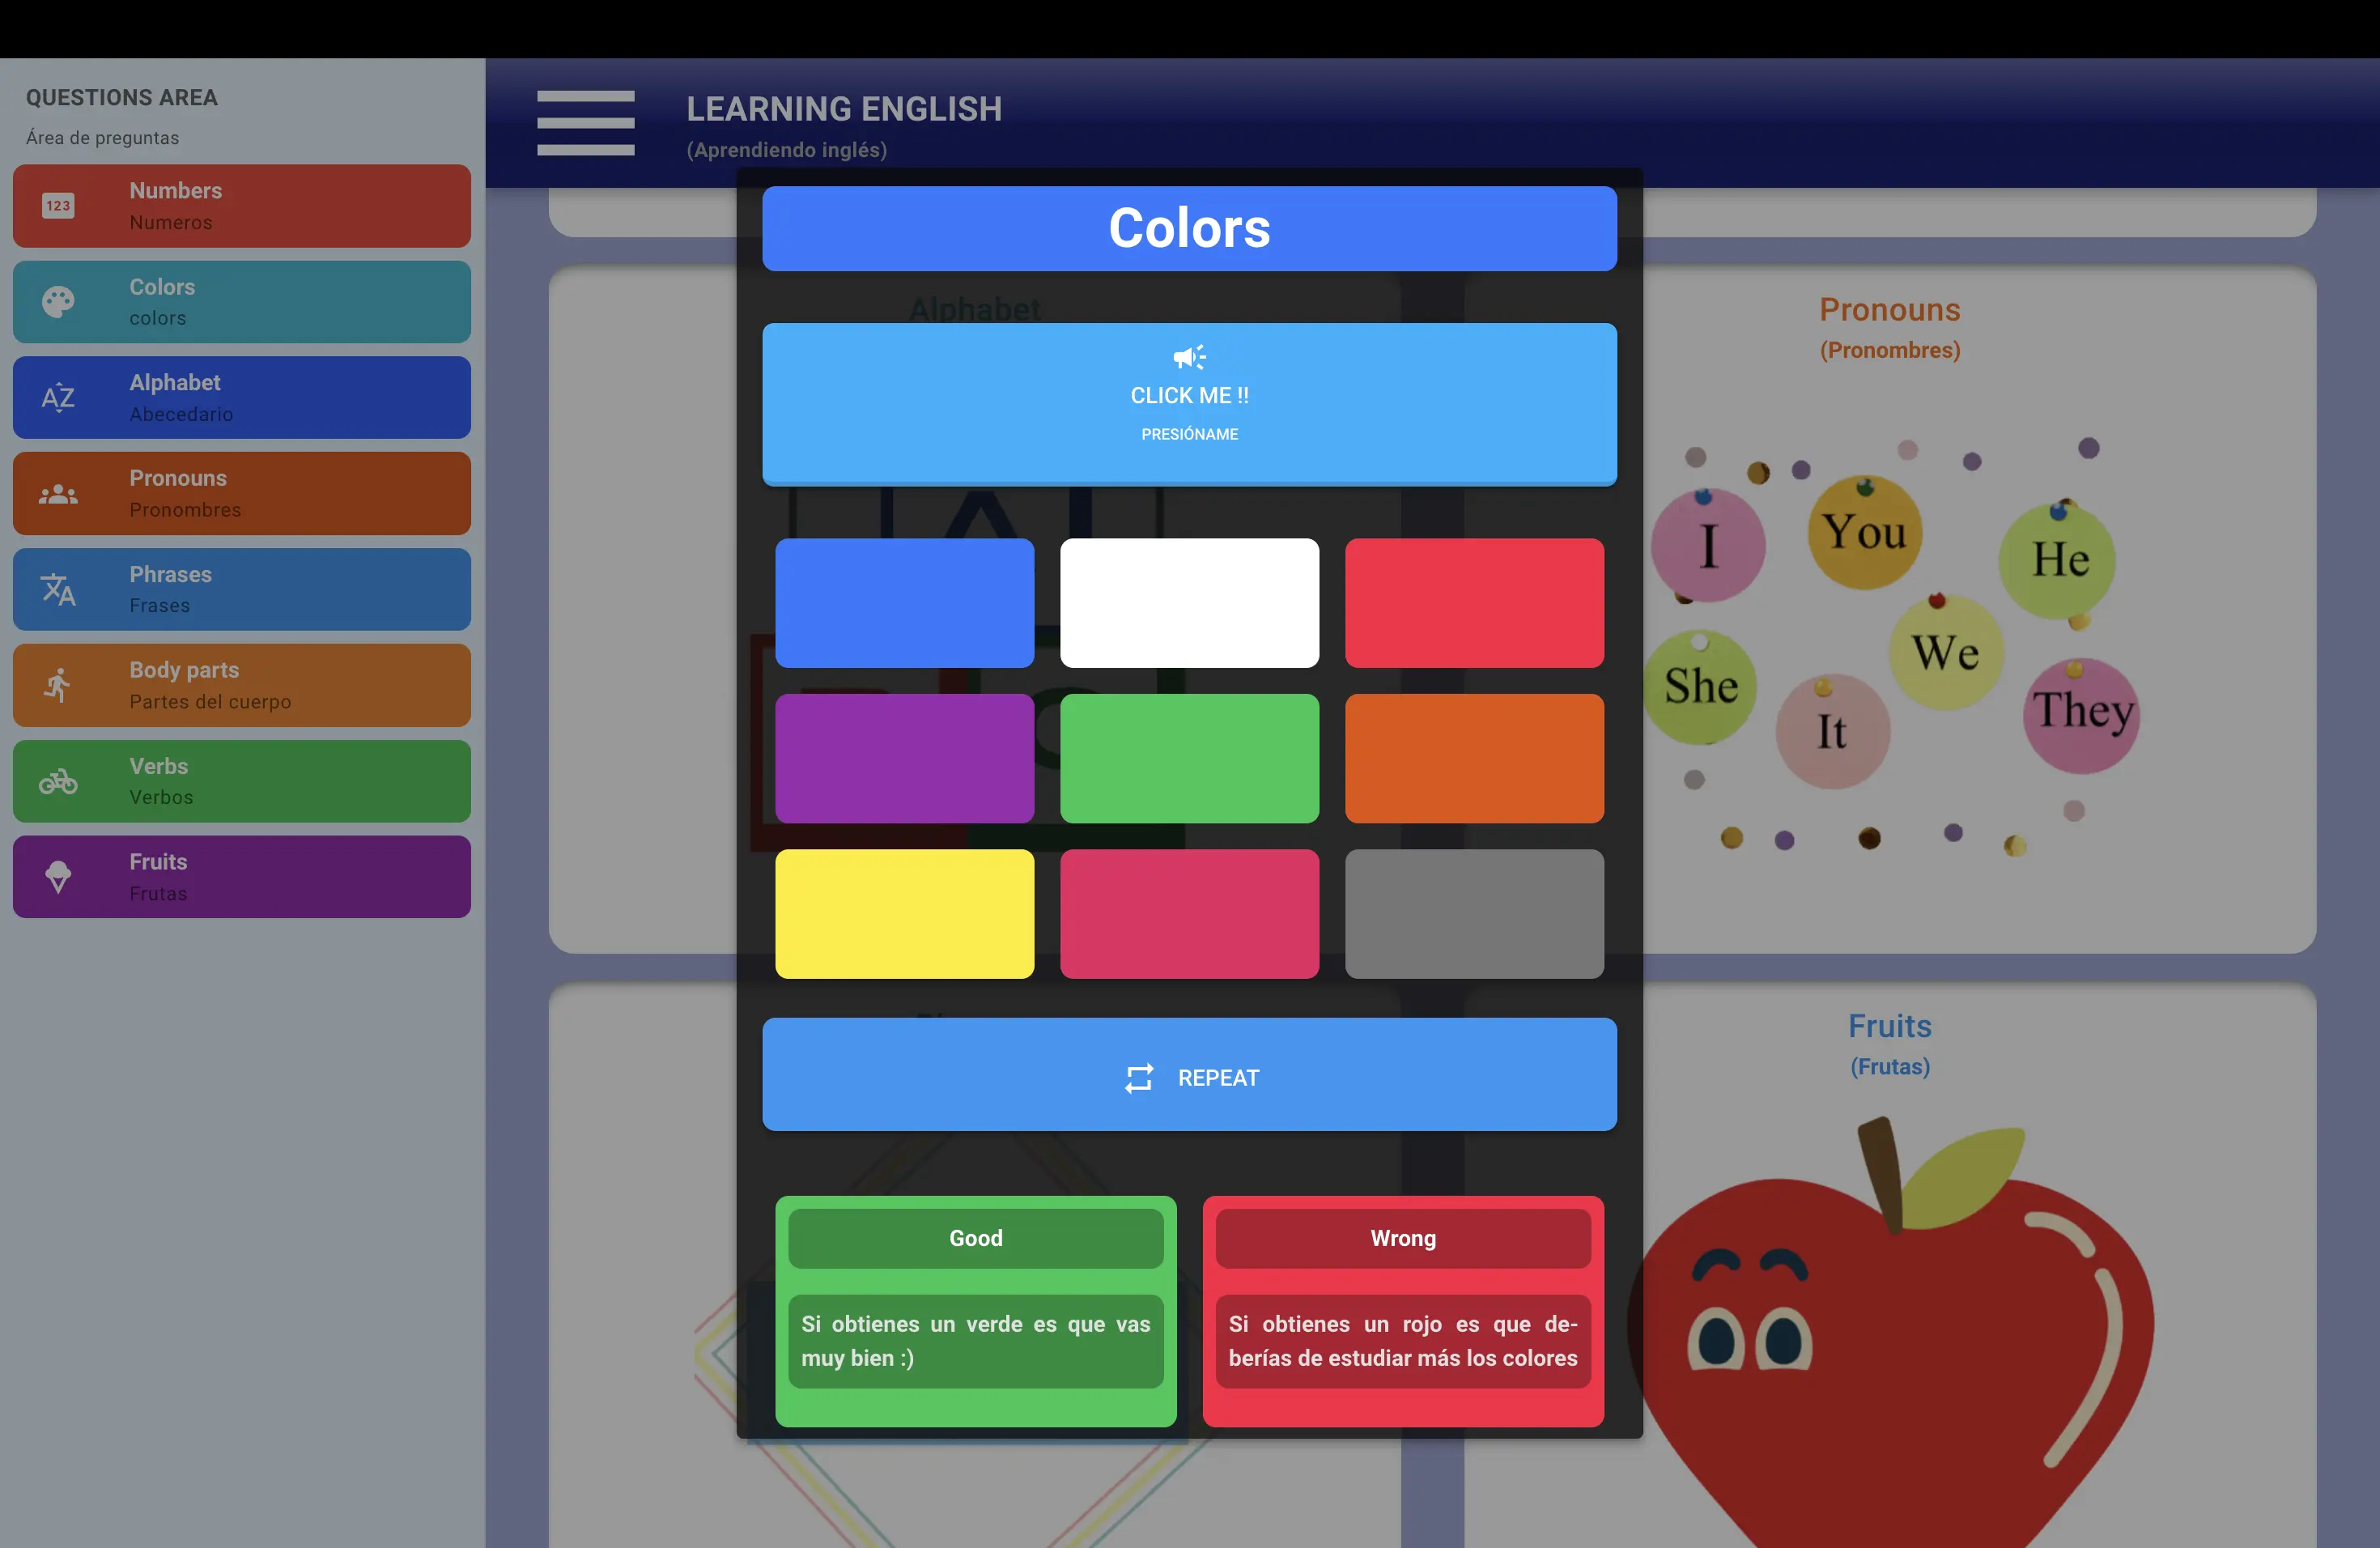 QUESTIONS AREA
Área de preguntas
123
Numbers
Numeros
Colors
colors
AZ
Alphabet
Abecedario
Pronouns
Pronombres
Phrases
Frases
Body parts
Partes del cuerpo
Verbs
Verbos
Fruits
Frutas
LEARNING ENGLISH
(Aprendiendo inglés)
Colors
Alphabet
CLICK ME !!
PRESIÓNAME
REPEAT
Good
Si obtienes un verde es que vas
muy bien :)
Wrong
Si obtienes un rojo es que de-
berías de estudiar más los colores
Pronouns
(Pronombres)
I
You
He
She
It
We
They
Fruits
(Frutas)